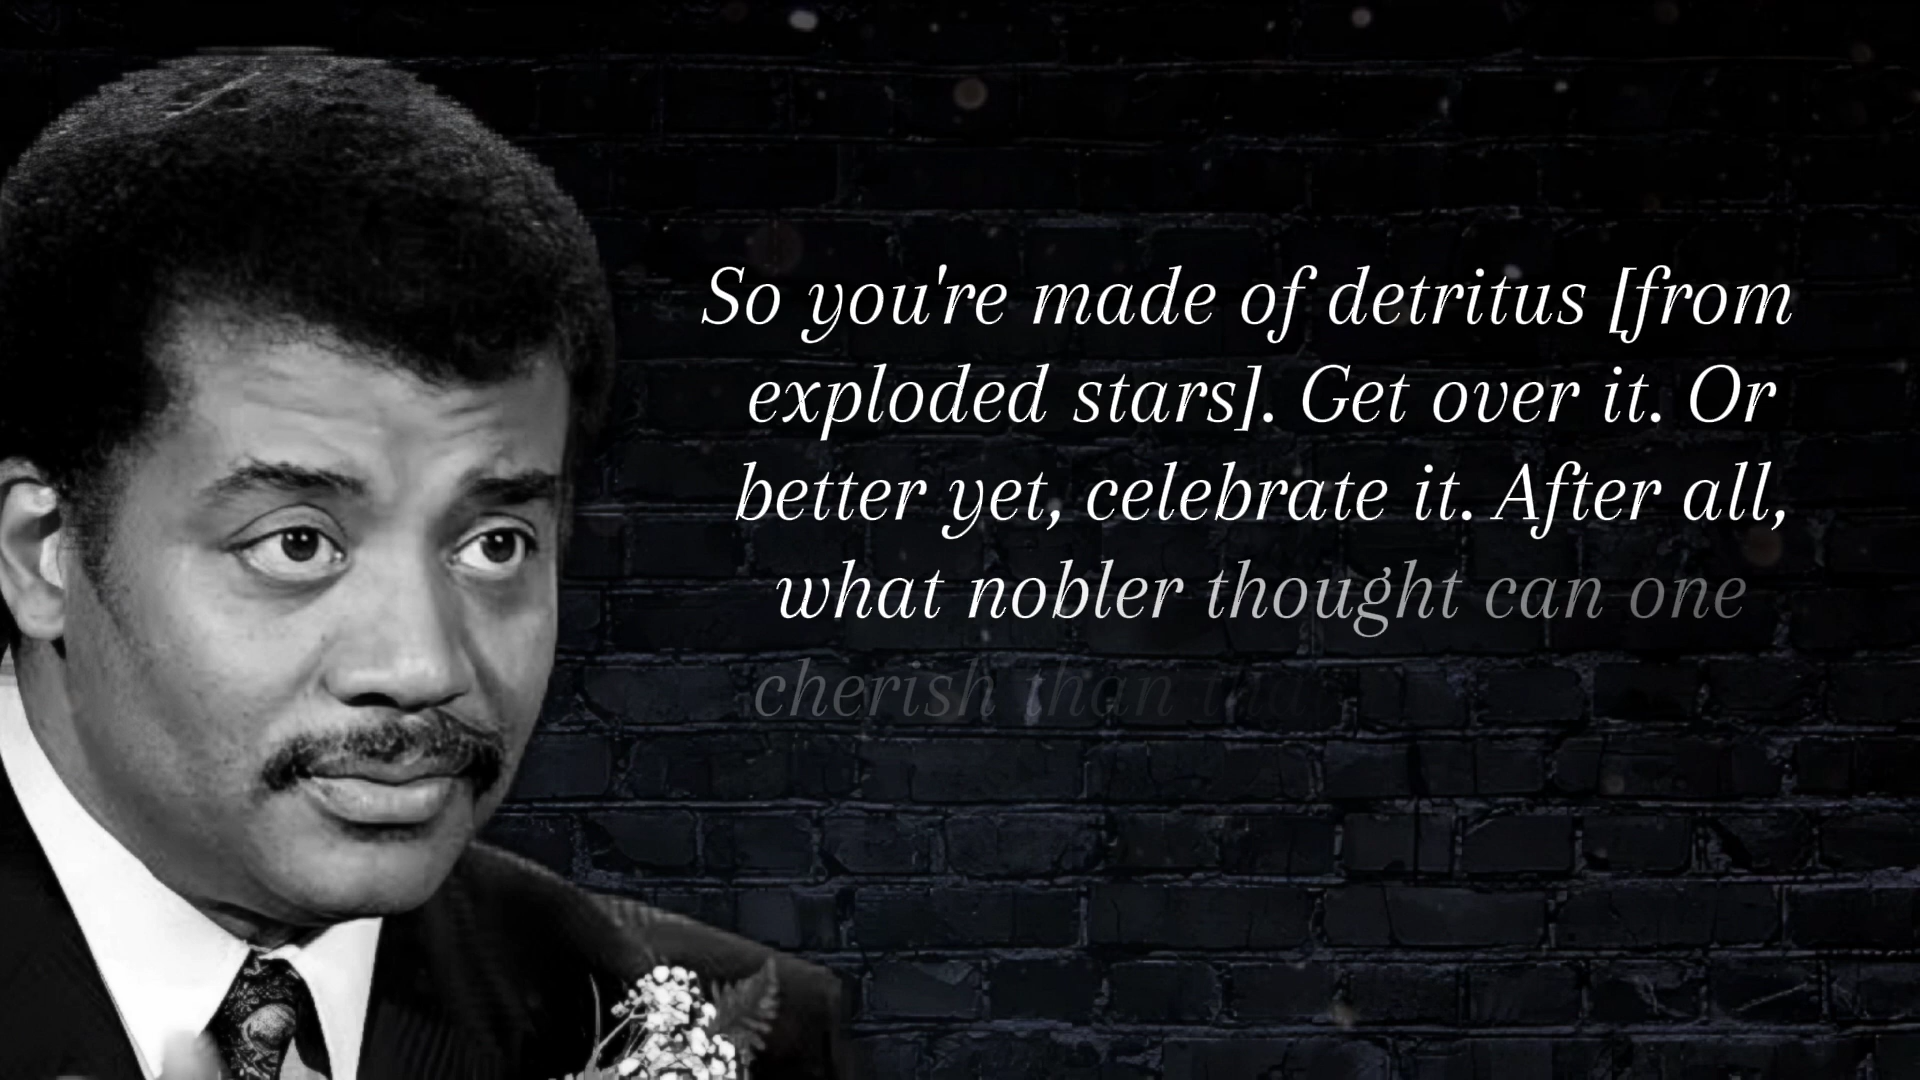 So you're made of detritus [from
exploded stars]. Get over it. Or
better yet, celebrate it. After all,
what nobler thought can one
cherish than